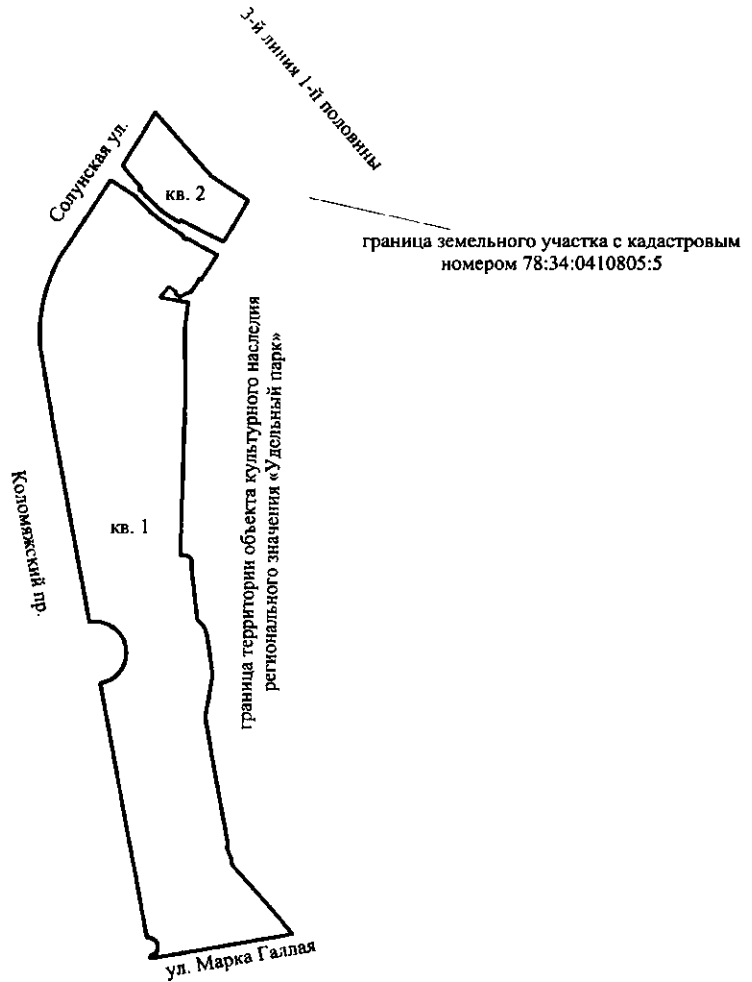 3-й линия 1-й половины
Солунская ул.
кв. 2
граница земельного участка с кадастровым
номером 78:34:0410805:5
граница территории объекта культурного наследия
регионального значения «Удельный парк»
Коломяжский пр.
кв. 1
ул. Марка Галлая